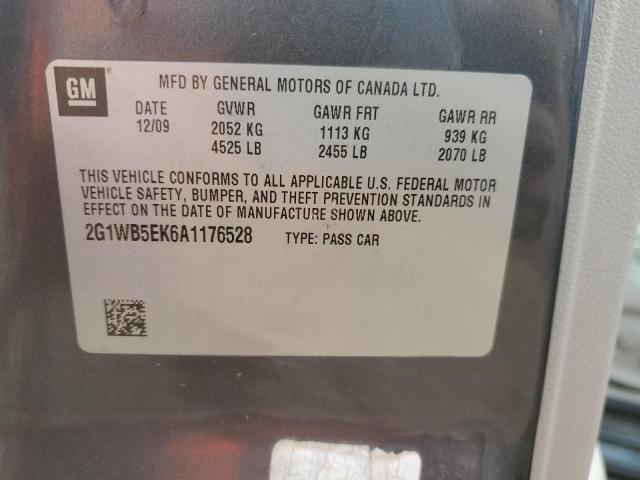 GM
MFD BY GENERAL MOTORS OF CANADA LTD.
DATE GVWR GAWR FRT GAWR RR
12/09 2052 KG 1113 KG 939 KG
4525 LB 2455 LB 2070 LB
THIS VEHICLE CONFORMS TO ALL APPLICABLE U.S. FEDERAL MOTOR
VEHICLE SAFETY, BUMPER, AND THEFT PREVENTION STANDARDS IN
EFFECT ON THE DATE OF MANUFACTURE SHOWN ABOVE.
2G1WB5EK6A1176528 TYPE: PASS CAR